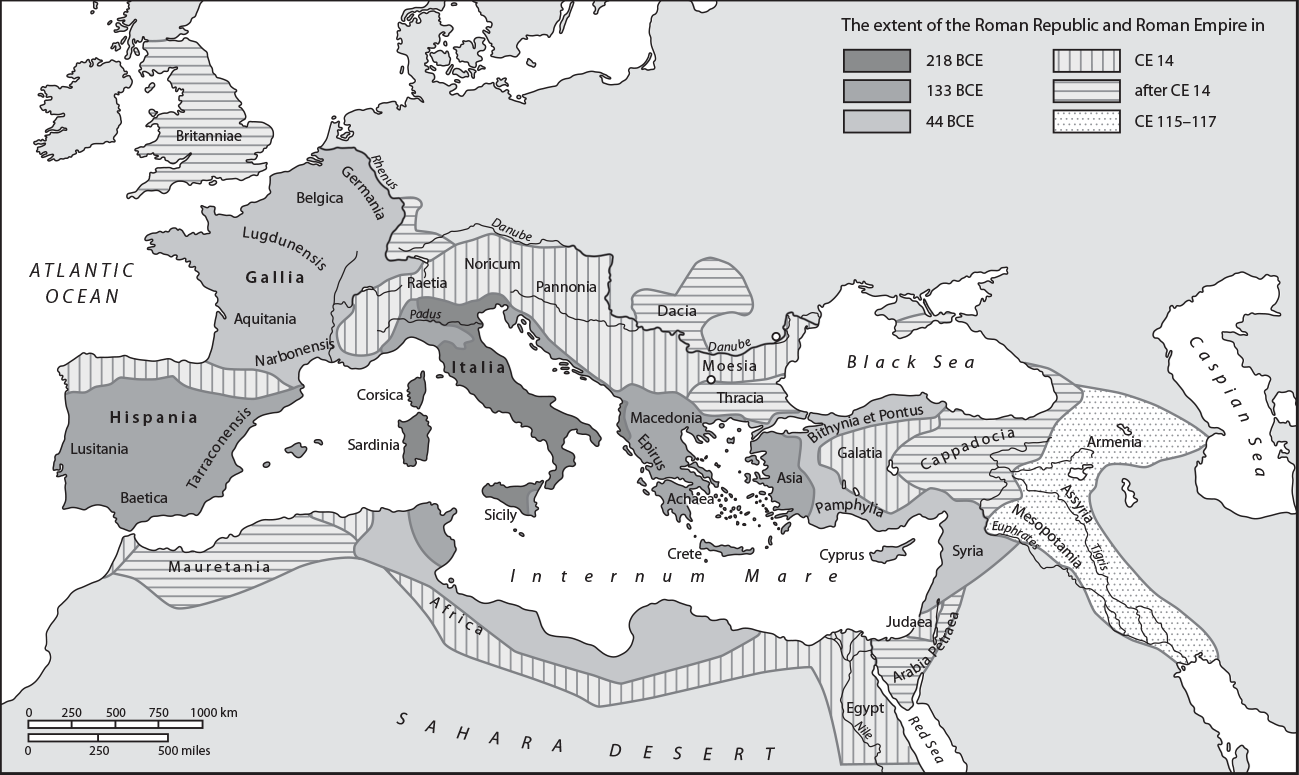 The extent of the Roman Republic and Roman Empire in
218 BCE
133 BCE
44 BCE
CE 14
after CE 14
CE 115–117
Britanniae
Rhenus
Germania
Belgica
Lugdunensis
Gallia
ATLANTIC
OCEAN
Danube
Noricum
Raetia
Pannonia
Aquitania
Padus
Dacia
Narbonensis
Danube
Moesia
Black Sea
Caspian Sea
Italia
Corsica
Thracia
Hispania
Macedonia
Bithynia et Pontus
Sardinia
Lusitania
Tarraconensis
Epirus
Galatia
Cappadocia
Armenia
Asia
Baetica
Achaea
Pamphylia
Assyria
Sicily
Mesopotamia
Euphrates
Tigris
Crete
Cyprus
Syria
Mauretania
Internum Mare
Africa
Judaea
Arabia Petraea
Egypt
Nile
Red Sea
SAHARA DESERT
0 250 500 750 1000 km
0 250 500 miles